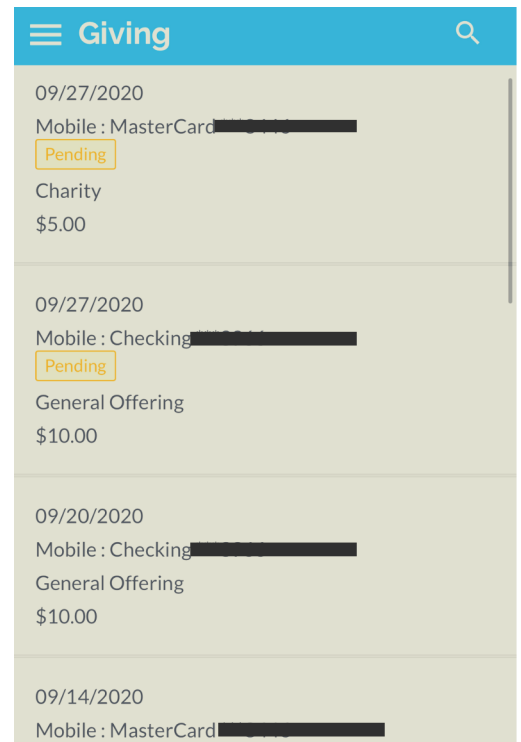 Giving
09/27/2020
Mobile : MasterCard
Pending
Charity
$5.00
09/27/2020
Mobile : Checking
Pending
General Offering
$10.00
09/20/2020
Mobile : Checking
General Offering
$10.00
09/14/2020
Mobile : MasterCard